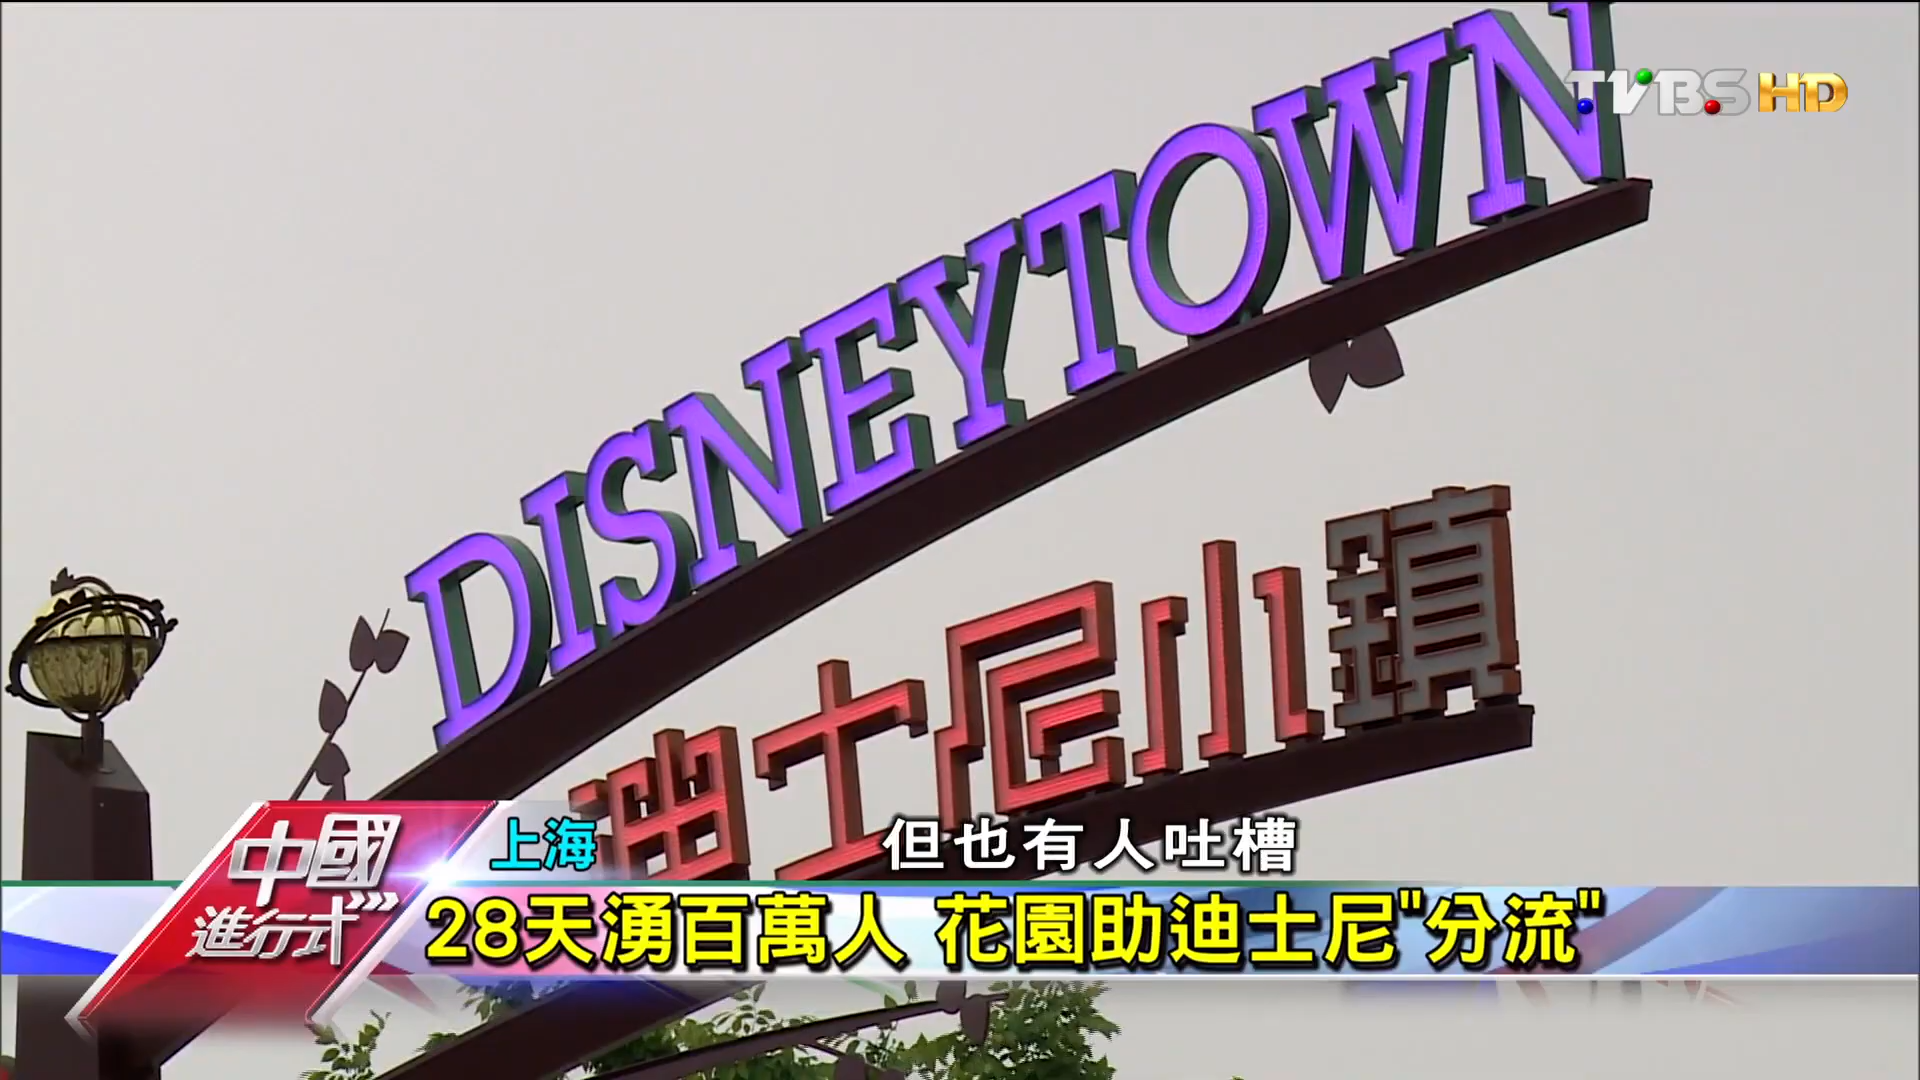 TVBS HD
DISNEYTOWN
迪士尼小鎮
上海
但也有人吐槽
中國進行式
28天湧百萬人 花園助迪士尼"分流"